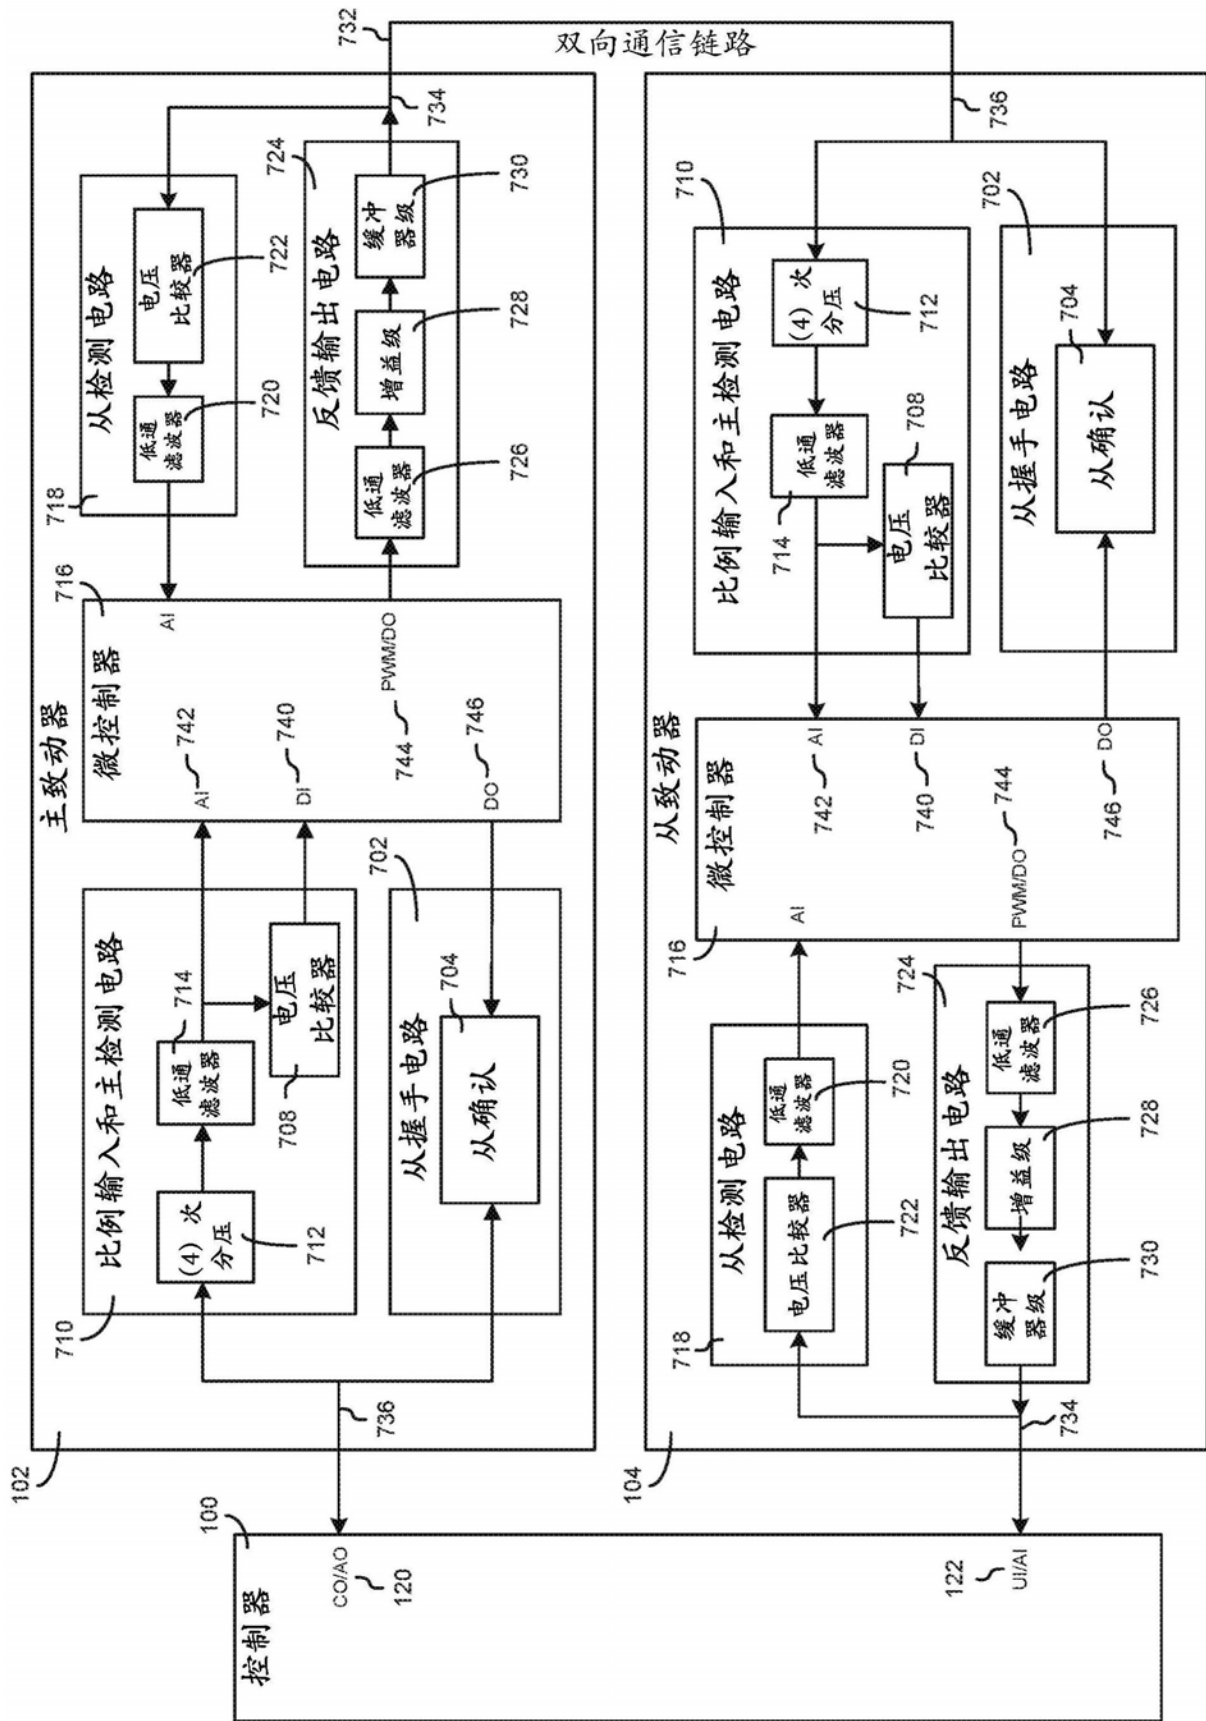 控制器
100
CO/AO
120
122
UI/AI
102
主致动器
710
比例输入和主检测电路
(4) 次
分压
712
低通
滤波器
714
电压
比较器
708
736
从握手电路
702
从确认
704
微控制器
716
AI
742
DI
740
744
PWM/DO
DO
746
AI
718
从检测电路
低通
滤波器
720
电压
比较器
722
反馈输出电路
724
低通
滤波器
726
增益级
728
缓冲
器级
730
734
732
双向通信链路
736
104
从致动器
718
从检测电路
电压比较器
722
低通
滤波器
720
反馈输出电路
724
缓冲
器级
730
增益级
728
低通
滤波器
726
734
微控制器
716
AI
PWM/DO
744
742
AI
740
DI
746
DO
比例输入和主检测电路
710
低通
滤波器
714
(4) 次
分压
712
电压
比较器
708
从握手电路
702
从确认
704